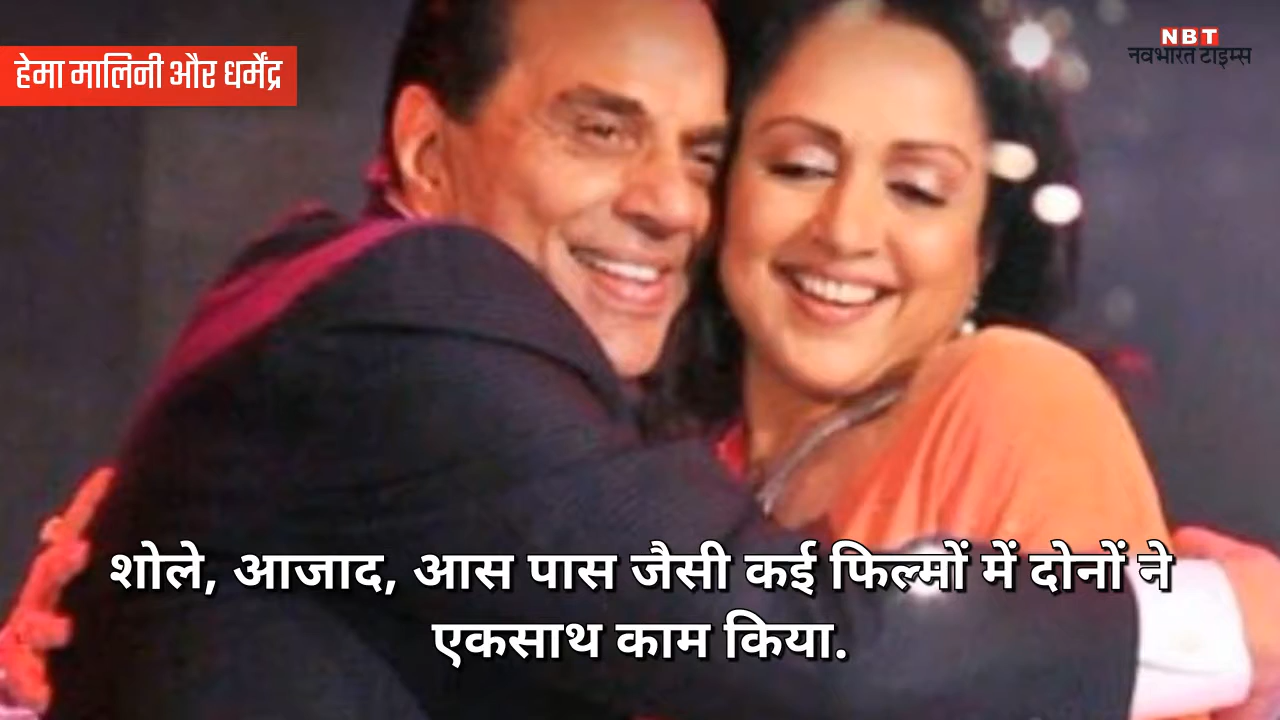 हेमा मालिनी और धर्मेंद्र
NBT
नवभारत टाइम्स
शोले, आजाद, आस पास जैसी कई फिल्मों में दोनों ने
एकसाथ काम किया.